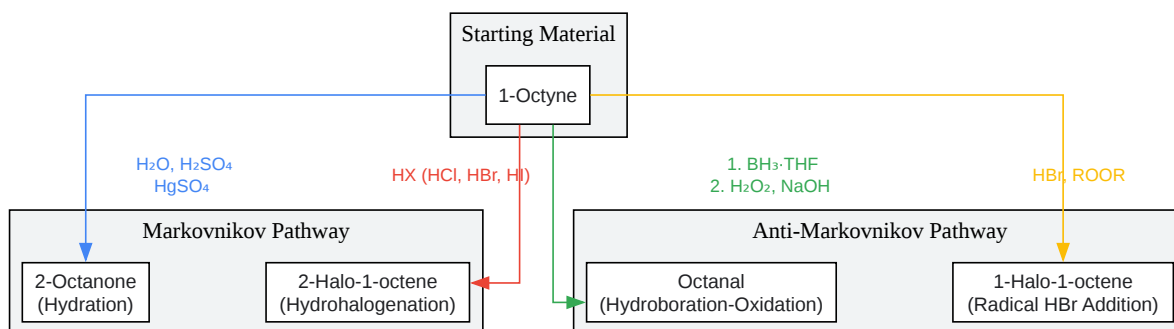 Starting Material
1-Octyne
H₂O, H₂SO₄
HgSO₄
HX (HCl, HBr, HI)
1. BH₃·THF
2. H₂O₂, NaOH
HBr, ROOR
Markovnikov Pathway
2-Octanone
(Hydration)
2-Halo-1-octene
(Hydrohalogenation)
Anti-Markovnikov Pathway
Octanal
(Hydroboration-Oxidation)
1-Halo-1-octene
(Radical HBr Addition)